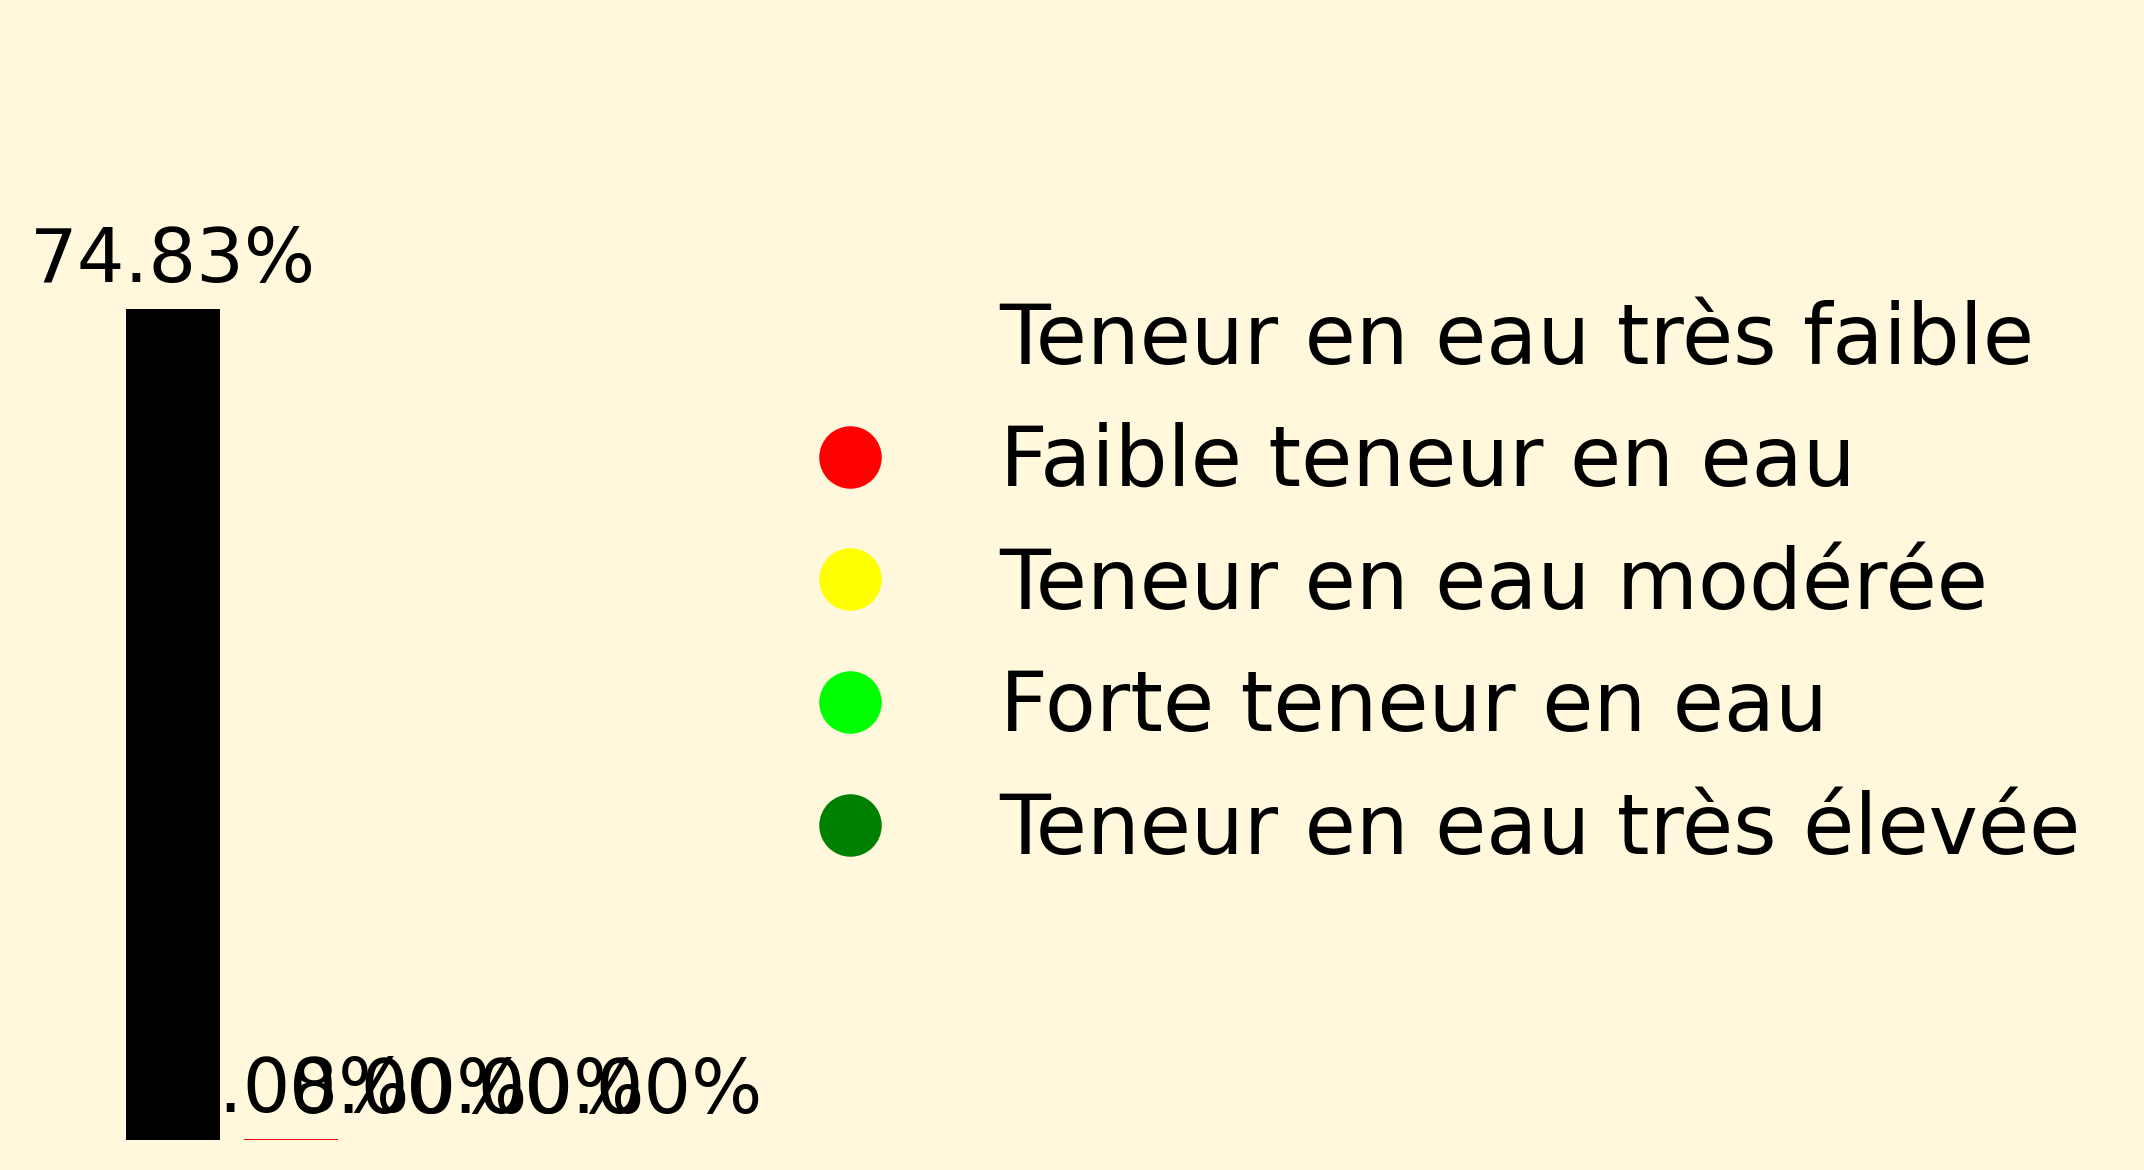 74.83%
Teneur en eau très faible
Faible teneur en eau
Teneur en eau modérée
Forte teneur en eau
Teneur en eau très élevée